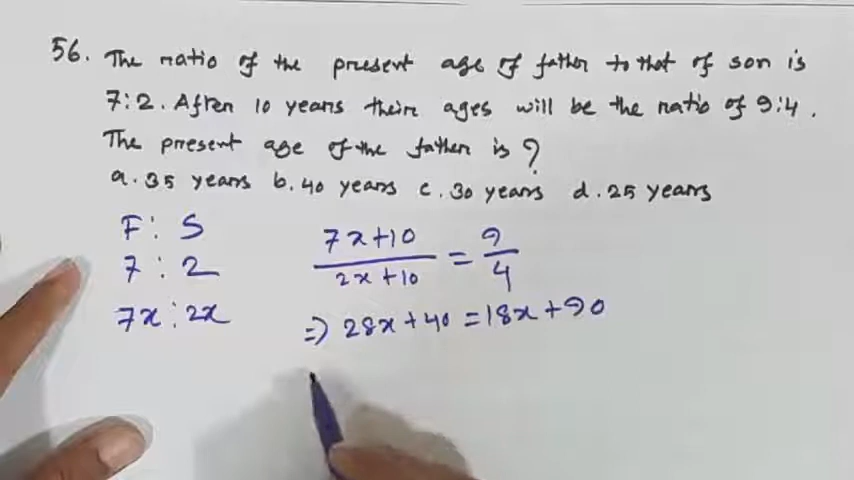 56. The ratio of the present age of father to that of son is
7:2. After 10 years their ages will be the ratio of 9:4.
The present age of the father is ?
a. 35 years b. 40 years c. 30 years d. 25 years
F : S
7 : 2
7x : 2x
7x+10 / 2x+10 = 9 / 4
=> 28x+40 = 18x+90